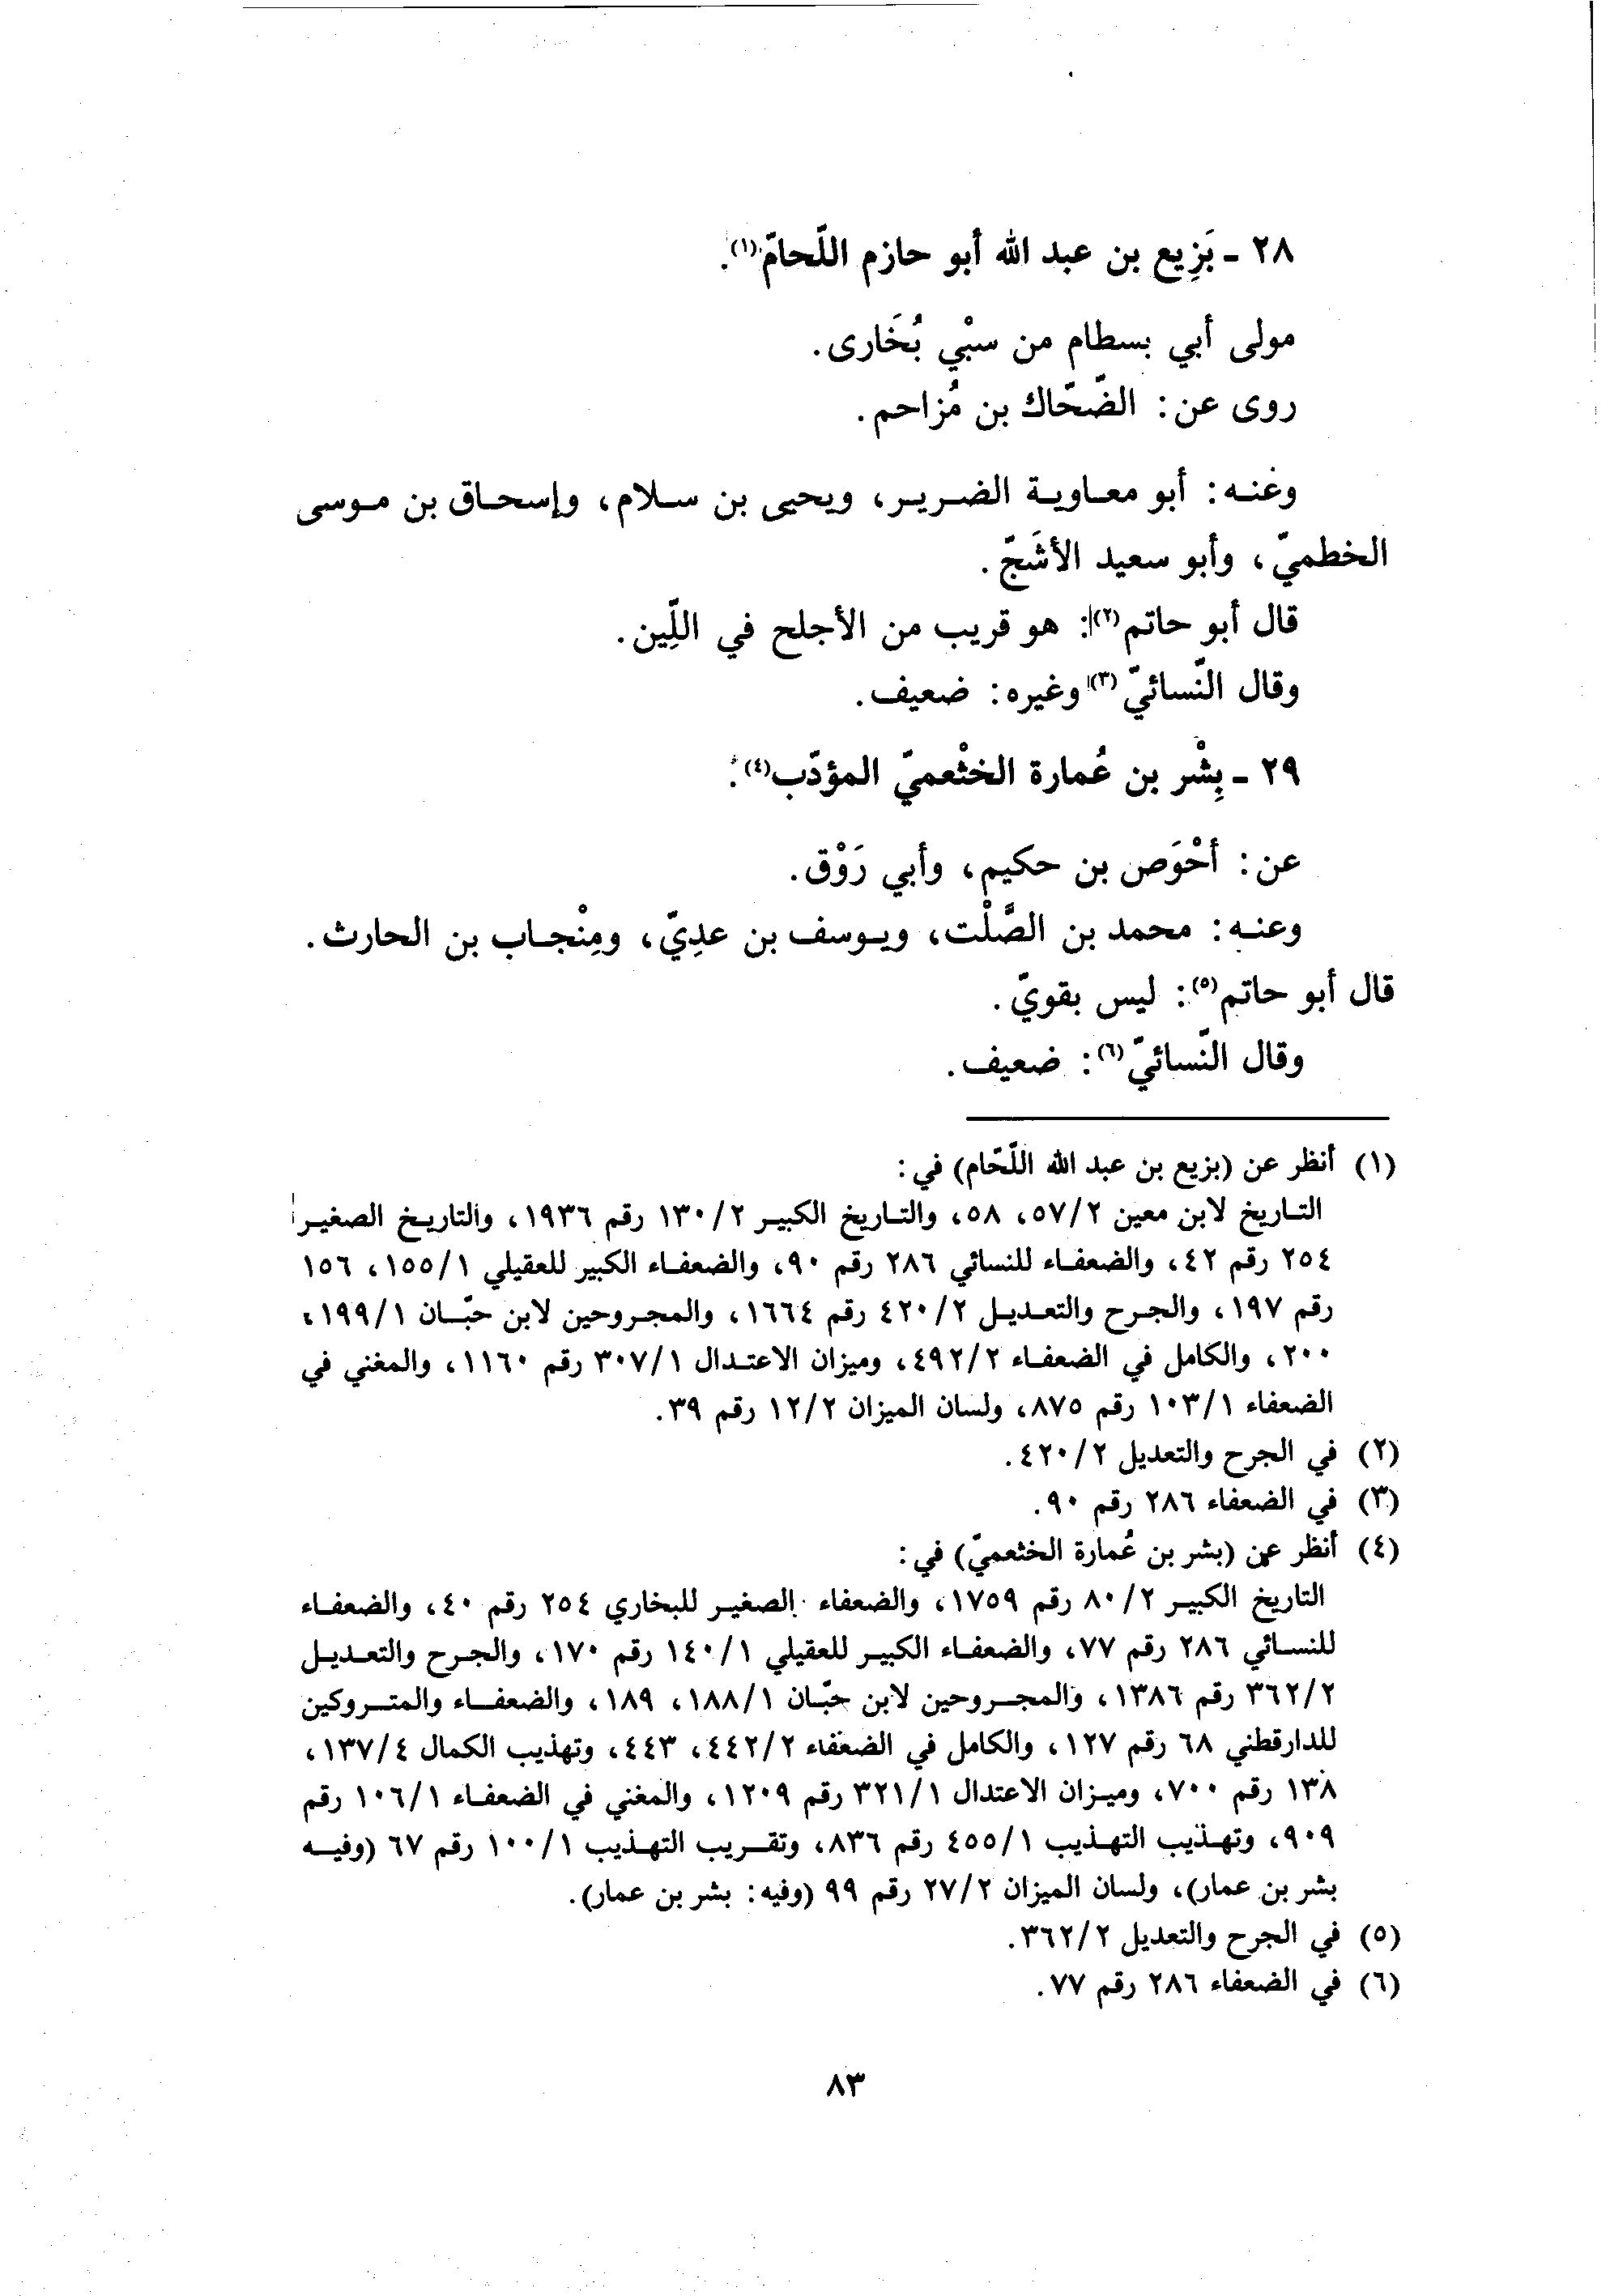 ٢٨ - بَزِيع بن عبد الله أبو حازم اللّحامّ(١).
مولى أبي بسطام من سبْي بُخَارى.
روى عن: الضّحّاك بن مُزاحم.
وعنه: أبو معاوية الضرير، ويحيى بن سلام، وإسحاق بن موسى
الخطميّ، وأبو سعيد الأشَجّ.
قال أبو حاتم(٢): هو قريب من الأجلح في اللّين.
وقال النّسائيّ(٣) وغيره: ضعيف.
٢٩ - بِشْر بن عُمارة الخثْعميّ المؤدّب(٤).
عن: أحْوَص بن حكيم، وأبي رَوْق.
وعنه: محمد بن الصَّلْت، ويوسف بن عدِيّ، ومِنْجاب بن الحارث.
قال أبو حاتم(٥): ليس بقويّ.
وقال النّسائيّ(٦): ضعيف.
(١) أنظر عن (بزيع بن عبد الله اللّحّام) في:
التاريخ لابن معين ٥٧/٢، ٥٨، والتاريخ الكبير ١٣٠/٢ رقم ١٩٣٦، والتاريخ الصغير
٢٥٤ رقم ٤٢، والضعفاء للنسائي ٢٨٦ رقم ٩٠، والضعفاء الكبير للعقيلي ١٥٥/١، ١٥٦
رقم ١٩٧، والجرح والتعديل ٤٢٠/٢ رقم ١٦٦٤، والمجروحين لابن حبّان ١٩٩/١،
٢٠٠، والكامل في الضعفاء ٤٩٢/٢، وميزان الاعتدال ٣٠٧/١ رقم ١١٦٠، والمغني في
الضعفاء ١٠٣/١ رقم ٨٧٥، ولسان الميزان ١٢/٢ رقم ٣٩.
(٢) في الجرح والتعديل ٤٢٠/٢.
(٣) في الضعفاء ٢٨٦ رقم ٩٠.
(٤) أنظر عن (بشر بن عُمارة الخثعميّ) في:
التاريخ الكبير ٨٠/٢ رقم ١٧٥٩، والضعفاء الصغير للبخاري ٢٥٤ رقم ٤٠، والضعفاء
للنسائي ٢٨٦ رقم ٧٧، والضعفاء الكبير للعقيلي ١٤٠/١ رقم ١٧٠، والجرح والتعديل
٣٦٢/٢ رقم ١٣٨٦، والمجروحين لابن حبّان ١٨٨/١، ١٨٩، والضعفاء والمتروكين
للدارقطني ٦٨ رقم ١٢٧، والكامل في الضعفاء ٤٤٢/٢، ٤٤٣، وتهذيب الكمال ١٣٧/٤،
١٣٨ رقم ٧٠٠، وميزان الاعتدال ٣٢١/١ رقم ١٢٠٩، والمغني في الضعفاء ١٠٦/١ رقم
٩٠٩، وتهذيب التهذيب ٤٥٥/١ رقم ٨٣٦، وتقريب التهذيب ١٠٠/١ رقم ٦٧ (وفيه
بشر بن عمار)، ولسان الميزان ٢٧/٢ رقم ٩٩ (وفيه: بشر بن عمار).
(٥) في الجرح والتعديل ٣٦٢/٢.
(٦) في الضعفاء ٢٨٦ رقم ٧٧.
٨٣